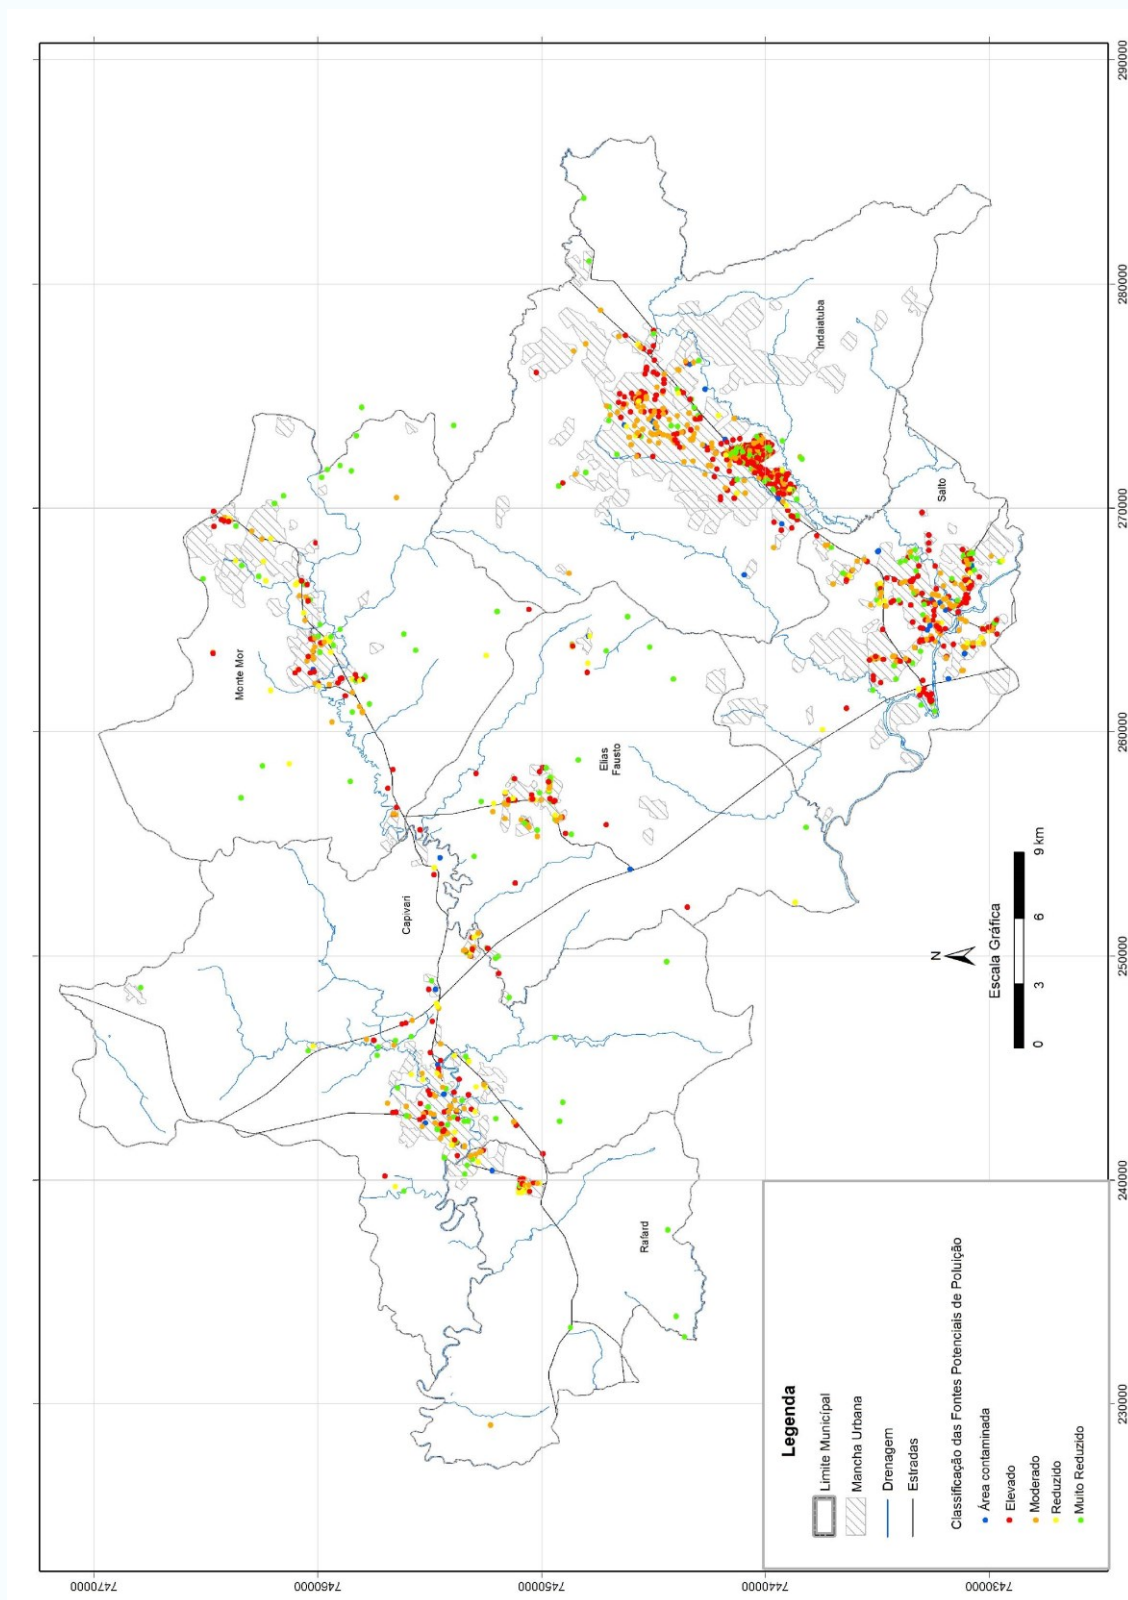 7470000
7460000
7450000
7440000
7430000
230000
240000
250000
260000
270000
280000
290000
Monte Mor
Capivari
Elias
Fausto
Rafard
Indaiatuba
Salto
N
Escala Gráfica
0 3 6 9 km
Legenda
Limite Municipal
Mancha Urbana
Drenagem
Estradas
Classificação das Fontes Potenciais de Poluição
Área contaminada
Elevado
Moderado
Reduzido
Muito Reduzido